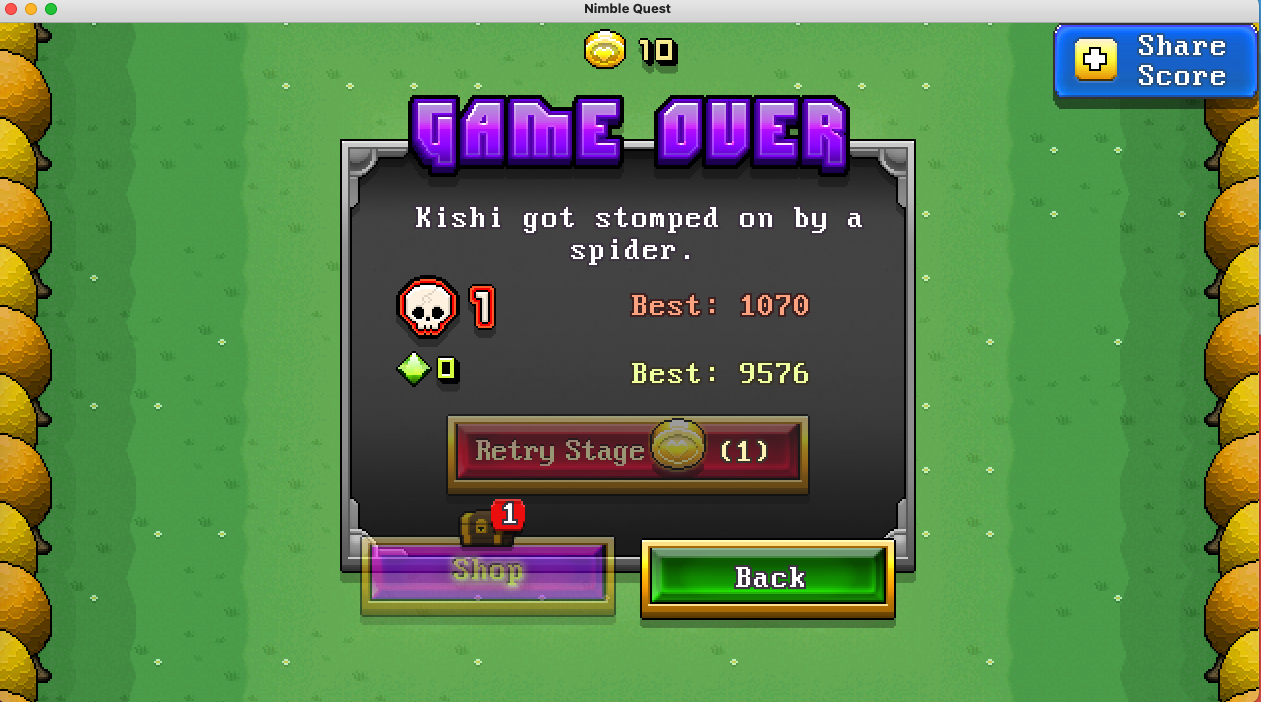 Nimble Quest
10
Share
Score
GAME OVER
Kishi got stomped on by a
spider.
1
Best: 1070
0
Best: 9576
Retry Stage (1)
1
Shop
Back